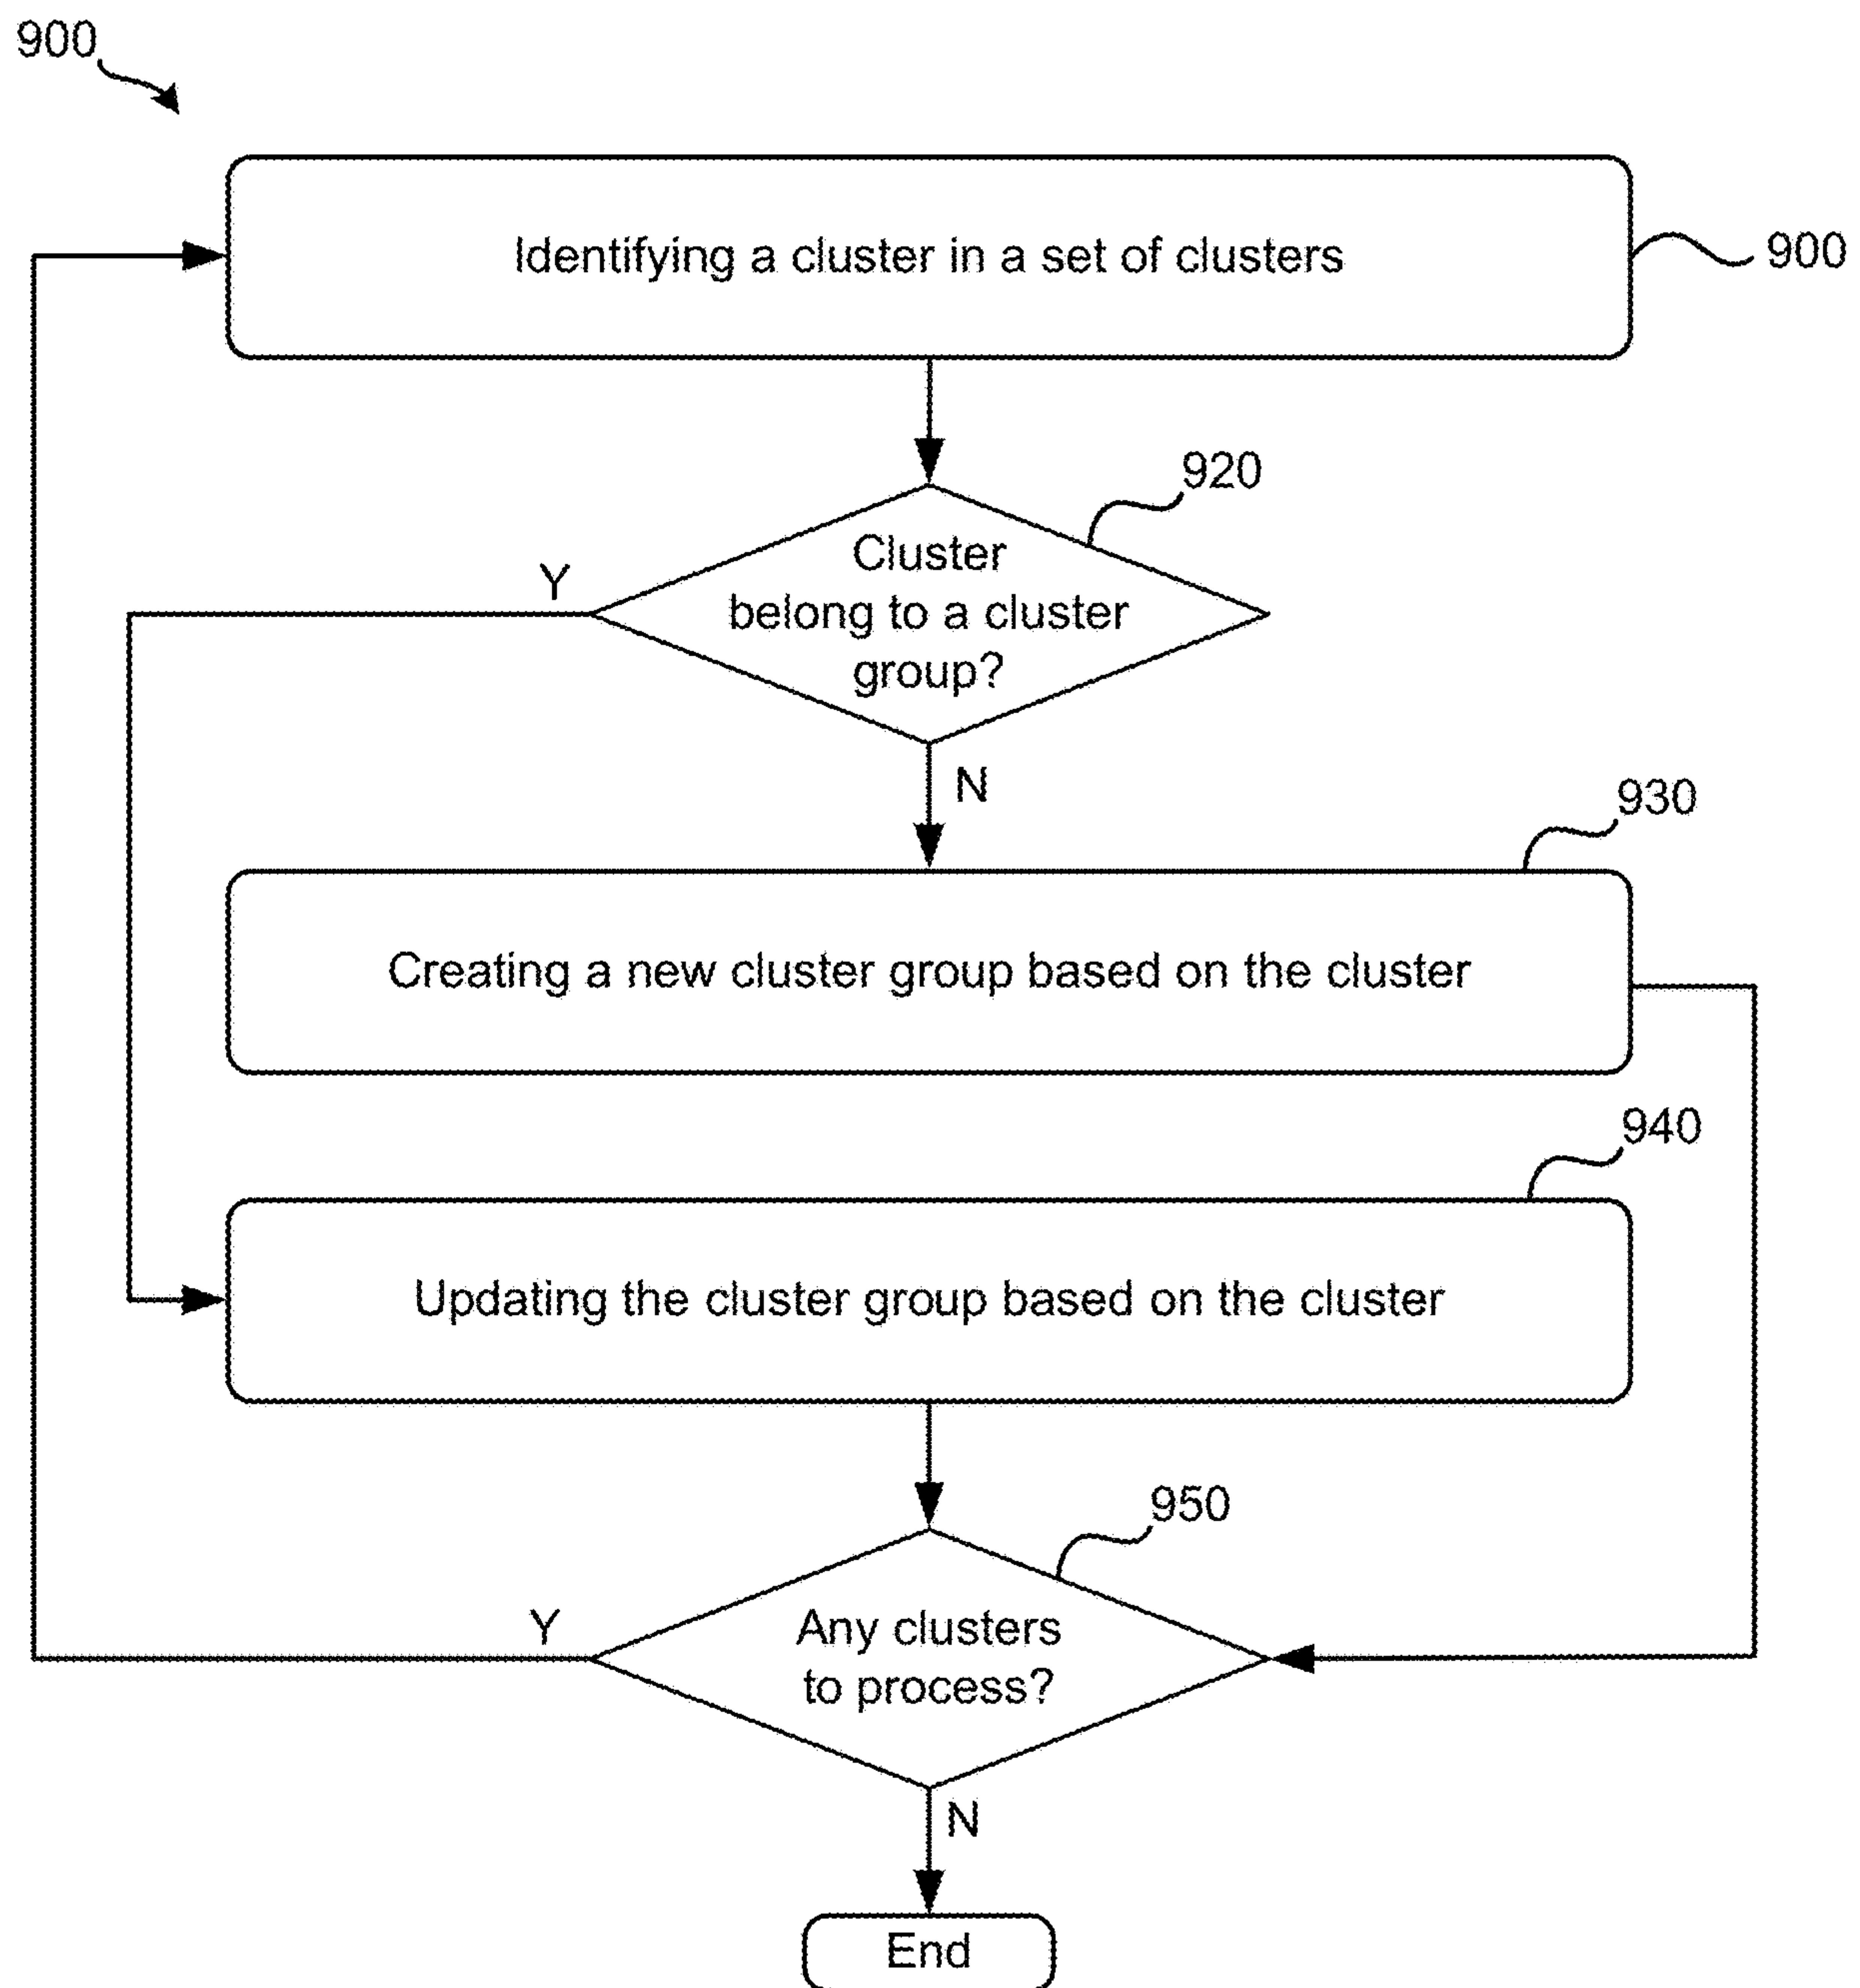 900
Identifying a cluster in a set of clusters
900
920
Cluster
belong to a cluster
group?
Y
N
930
Creating a new cluster group based on the cluster
940
Updating the cluster group based on the cluster
950
Any clusters
to process?
Y
N
End